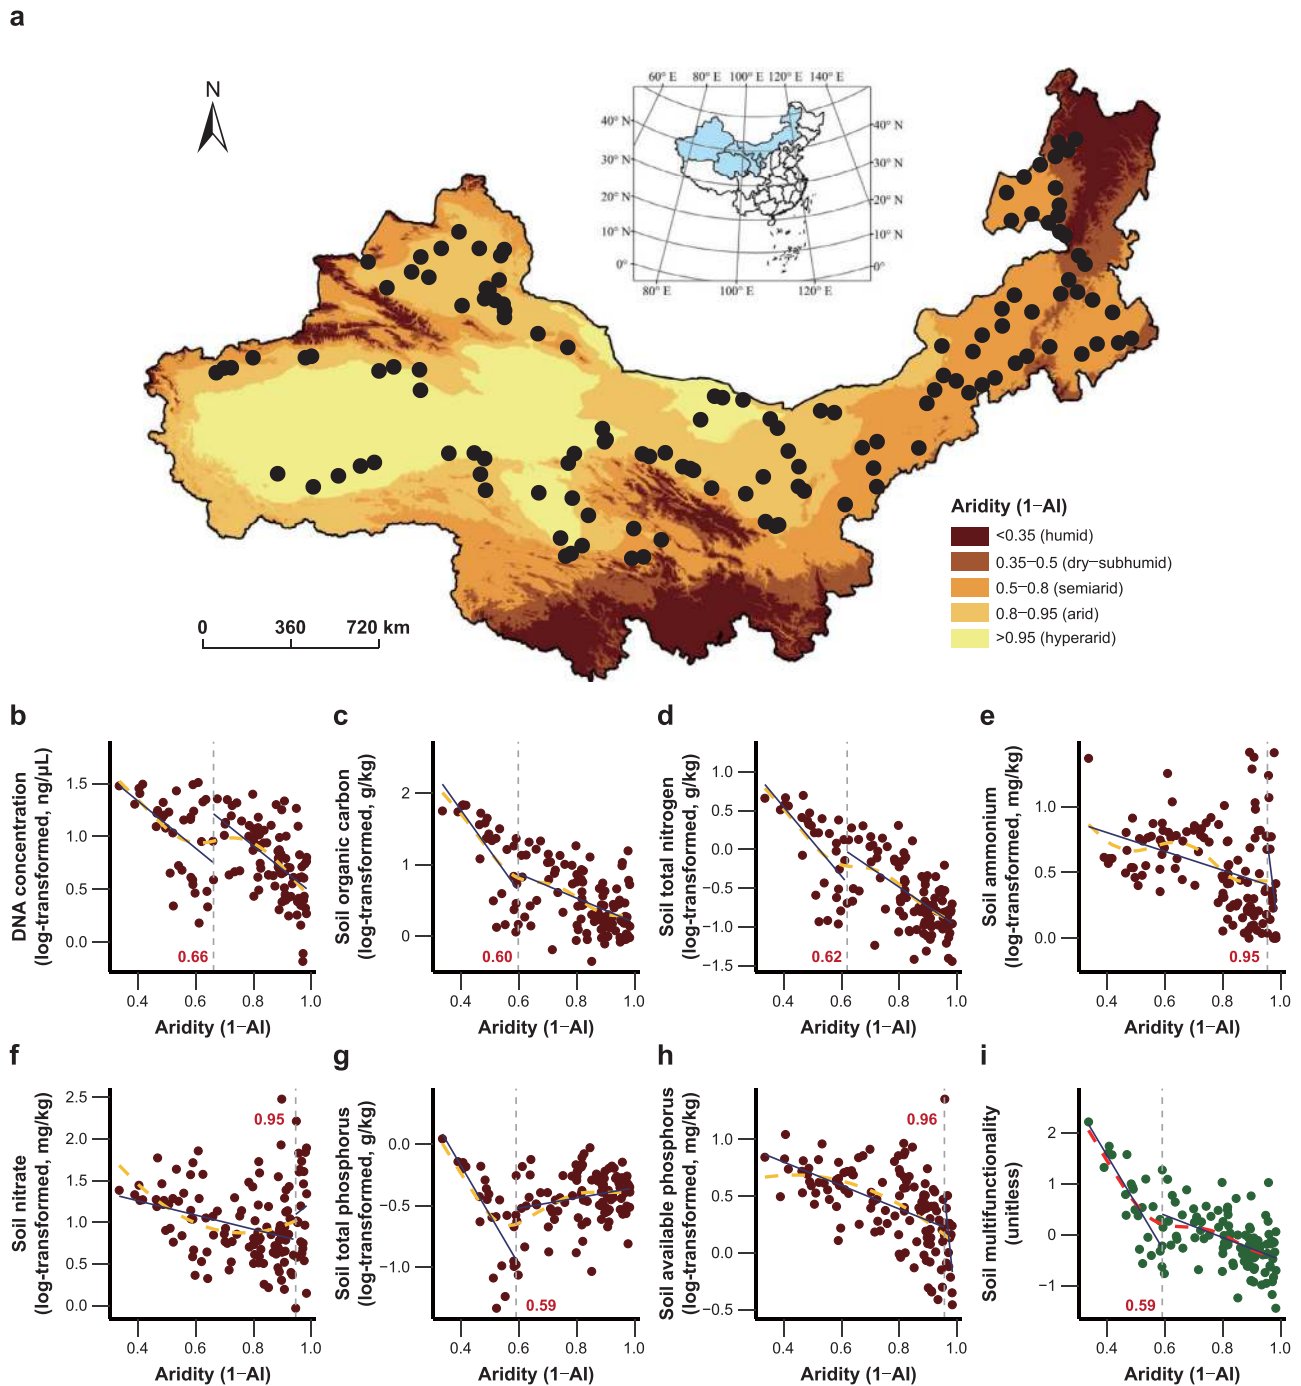 a
N
60° E 80° E 100° E 120° E 140° E
40° N
30° N
20° N
10° N
0°
40° N
30° N
20° N
10° N
0°
80° E 100° E 120° E
Aridity (1−AI)
<0.35 (humid)
0.35−0.5 (dry−subhumid)
0.5−0.8 (semiarid)
0.8−0.95 (arid)
>0.95 (hyperarid)
0 360 720 km
b
DNA concentration
(log-transformed, ng/µL)
1.5
1.0
0.5
0.0
0.66
0.4 0.6 0.8 1.0
Aridity (1−AI)
c
Soil organic carbon
(log-transformed, g/kg)
2
1
0
0.60
0.4 0.6 0.8 1.0
Aridity (1−AI)
d
Soil total nitrogen
(log-transformed, g/kg)
1.0
0.5
0.0
−0.5
−1.0
−1.5
0.62
0.4 0.6 0.8 1.0
Aridity (1−AI)
e
Soil ammonium
(log-transformed, mg/kg)
1.0
0.5
0.0
0.95
0.4 0.6 0.8 1.0
Aridity (1−AI)
f
Soil nitrate
(log-transformed, mg/kg)
2.5
2.0
1.5
1.0
0.5
0.0
0.95
0.4 0.6 0.8 1.0
Aridity (1−AI)
g
Soil total phosphorus
(log-transformed, g/kg)
0.0
−0.5
−1.0
0.59
0.4 0.6 0.8 1.0
Aridity (1−AI)
h
Soil available phosphorus
(log-transformed, mg/kg)
1.0
0.5
0.0
−0.5
0.96
0.4 0.6 0.8 1.0
Aridity (1−AI)
i
Soil multifunctionality
(unitless)
2
1
0
−1
0.59
0.4 0.6 0.8 1.0
Aridity (1−AI)